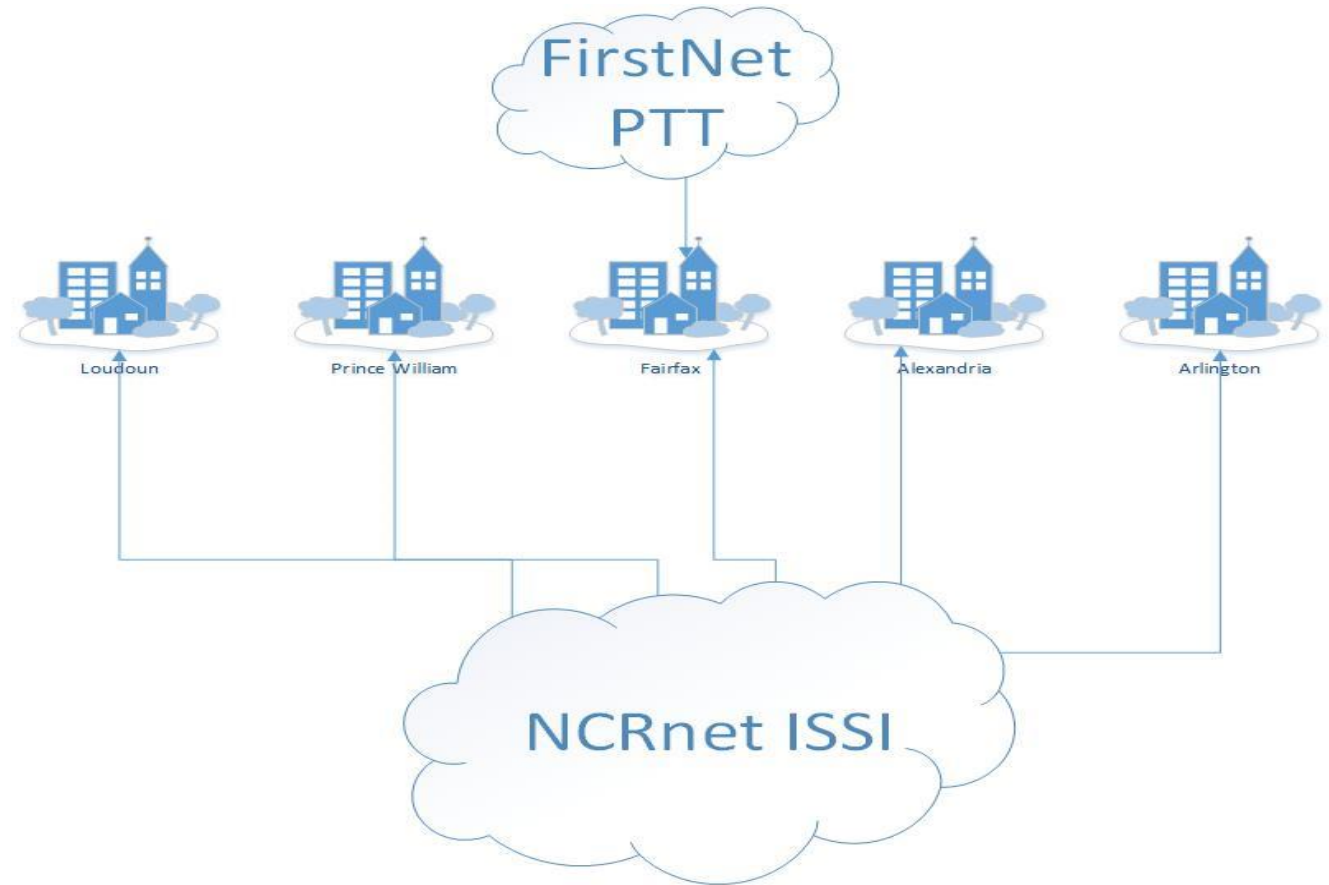 FirstNet
PTT
Loudoun
Prince William
Fairfax
Alexandria
Arlington
NCRnet ISSI